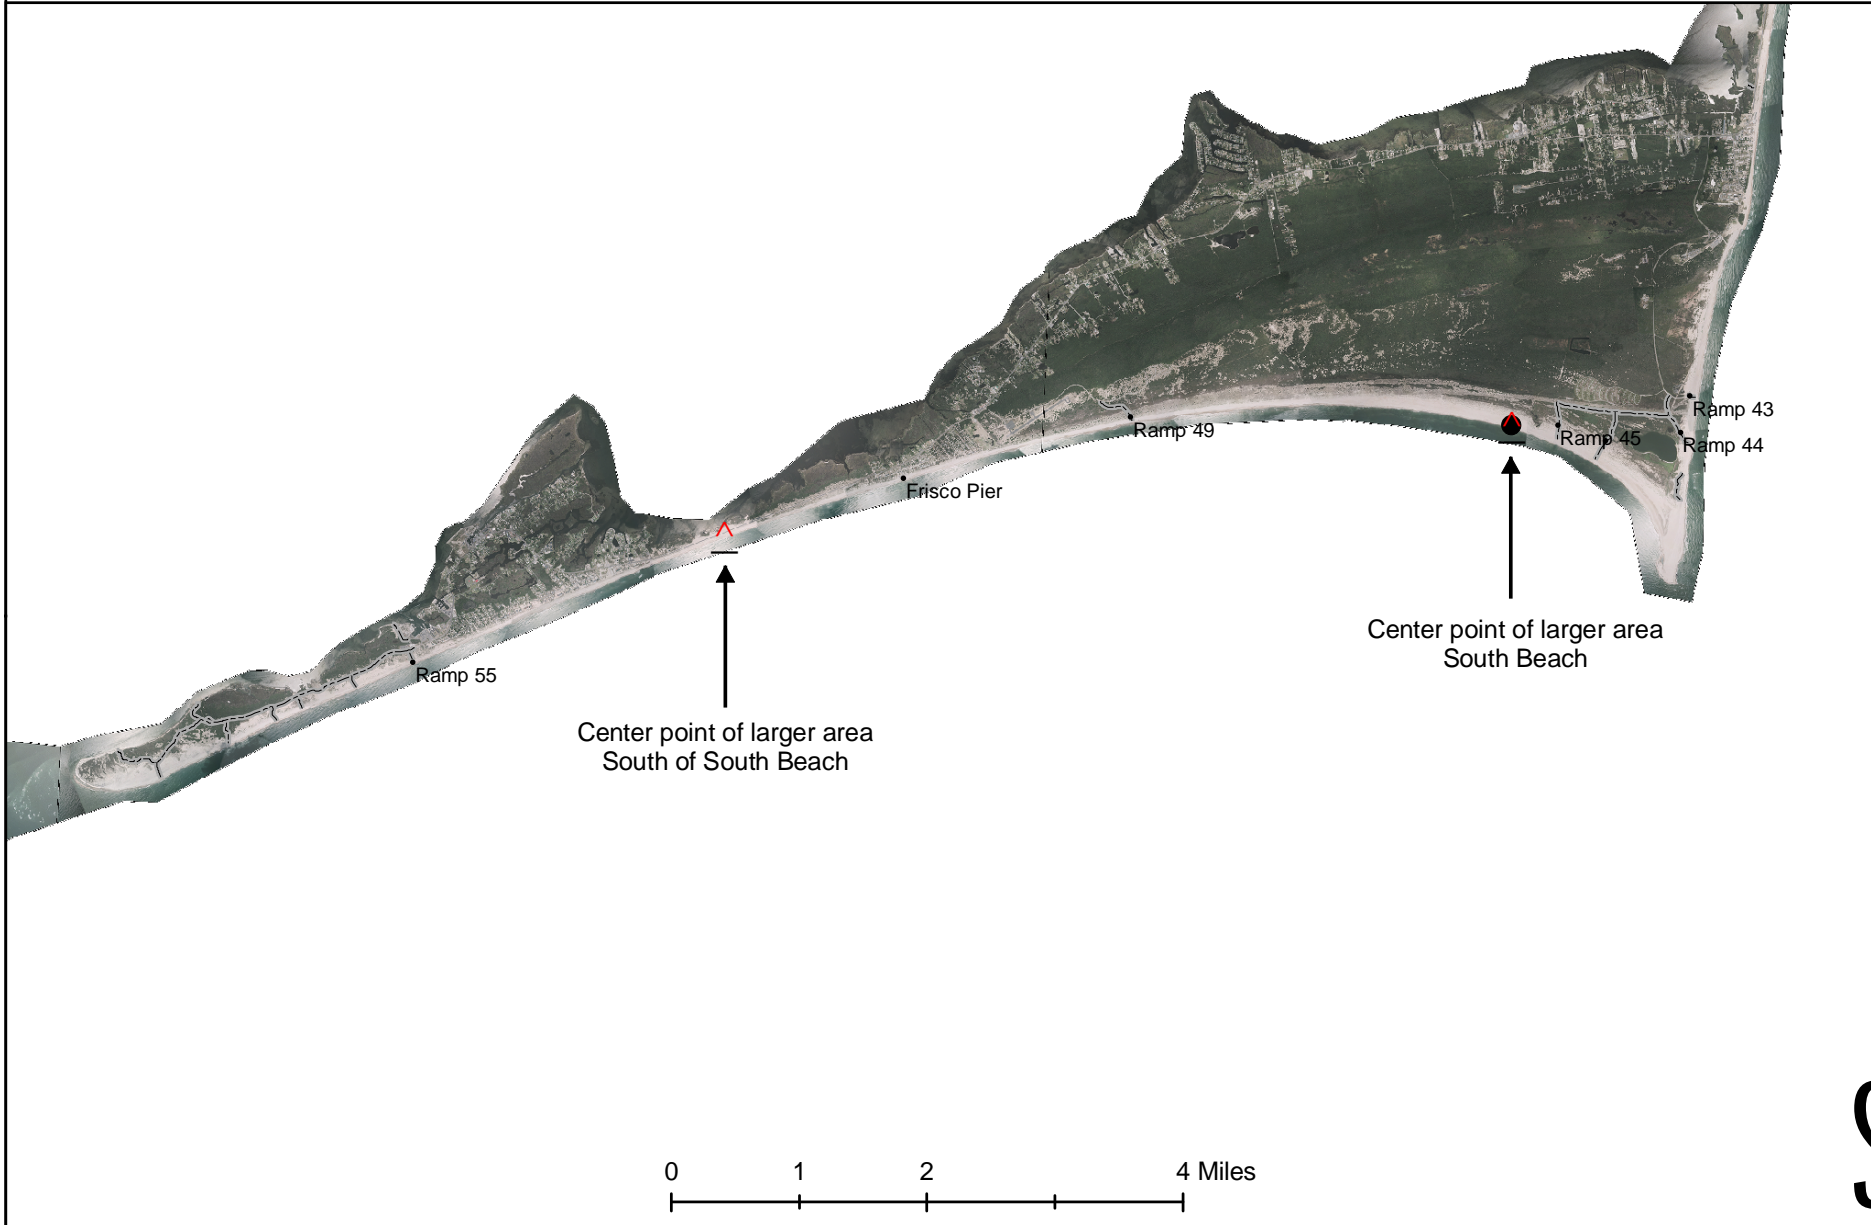 Ramp 43
Ramp 49
Ramp 45
Ramp 44
Frisco Pier
Center point of larger area
South Beach
Ramp 55
Center point of larger area
South of South Beach
0 1 2 4 Miles